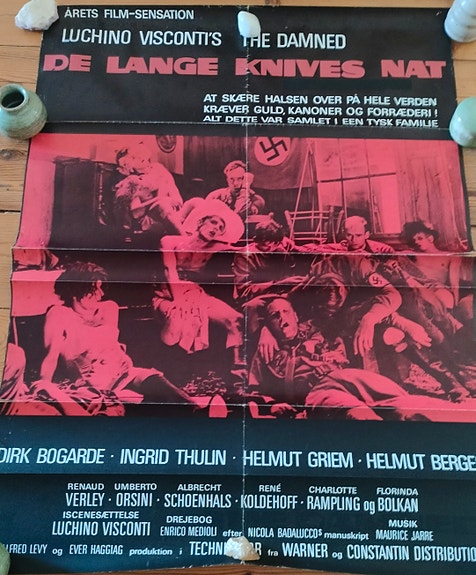 ÅRETS FILM-SENSATION
LUCHINO VISCONTI'S THE DAMNED
DE LANGE KNIVES NAT
AT SKÆRE HALSEN OVER PÅ HELE VERDEN
KRÆVER GULD, KANONER OG FORRÆDERI !
ALT DETTE VAR SAMLET I EEN TYSK FAMILIE
DIRK BOGARDE · INGRID THULIN · HELMUT GRIEM · HELMUT BERGE
RENAUD UMBERTO ALBRECHT RENÉ CHARLOTTE FLORINDA
VERLEY · ORSINI · SCHOENHALS · KOLDEHOFF · RAMPLING og BOLKAN
ISCENESÆTTELSE DREJEBOG MUSIK
LUCHINO VISCONTI ENRICO MEDIOLI efter NICOLA BADALUCCOs manuskript MAURICE JARRE
LFRED LEVY og EVER HAGGIAG produktion i fra WARNER og CONSTANTIN DISTRIBUTIO